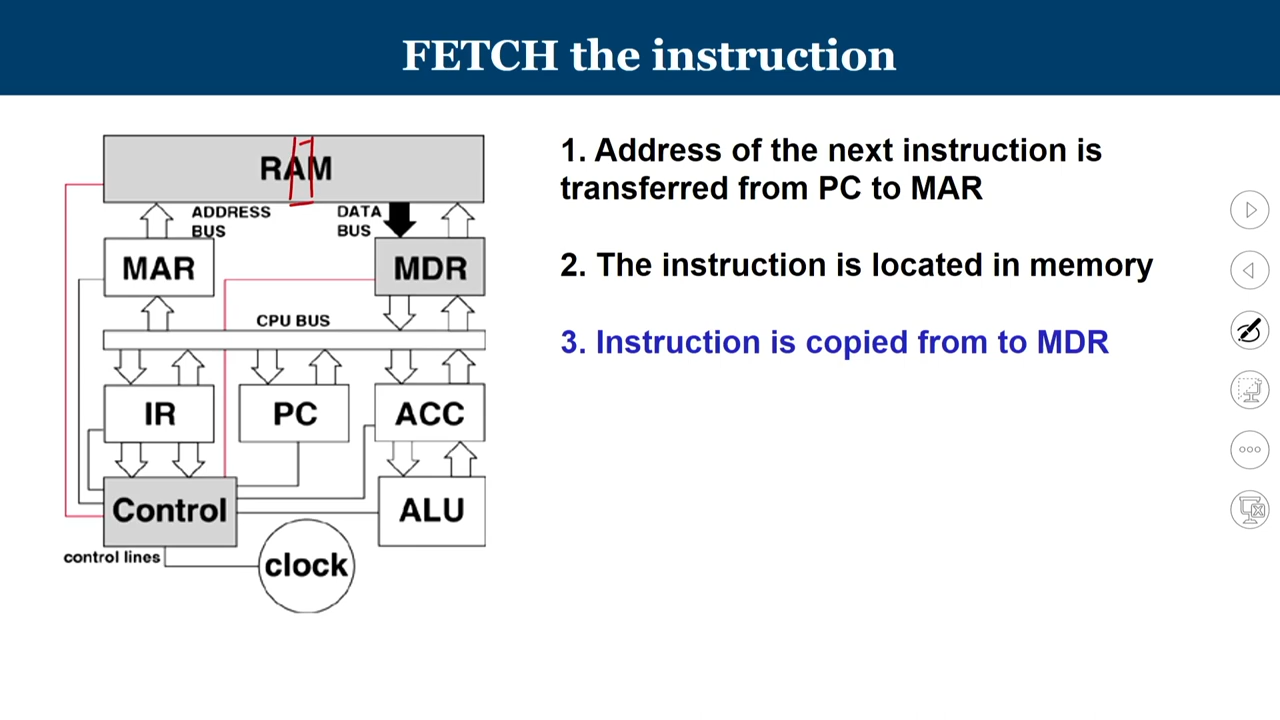 FETCH the instruction
RAM
ADDRESS
BUS
DATA
BUS
MAR
MDR
CPU BUS
IR
PC
ACC
Control
ALU
control lines
clock
1. Address of the next instruction is
transferred from PC to MAR
2. The instruction is located in memory
3. Instruction is copied from to MDR